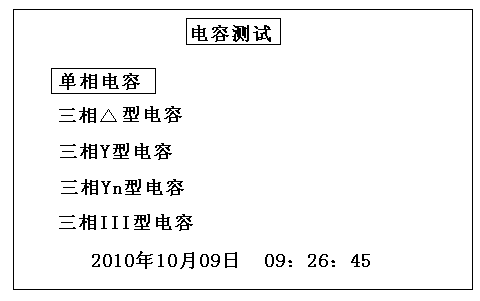 电容测试
单相电容
三相△型电容
三相Y型电容
三相Yn型电容
三相III型电容
2010年10月09日 09：26：45